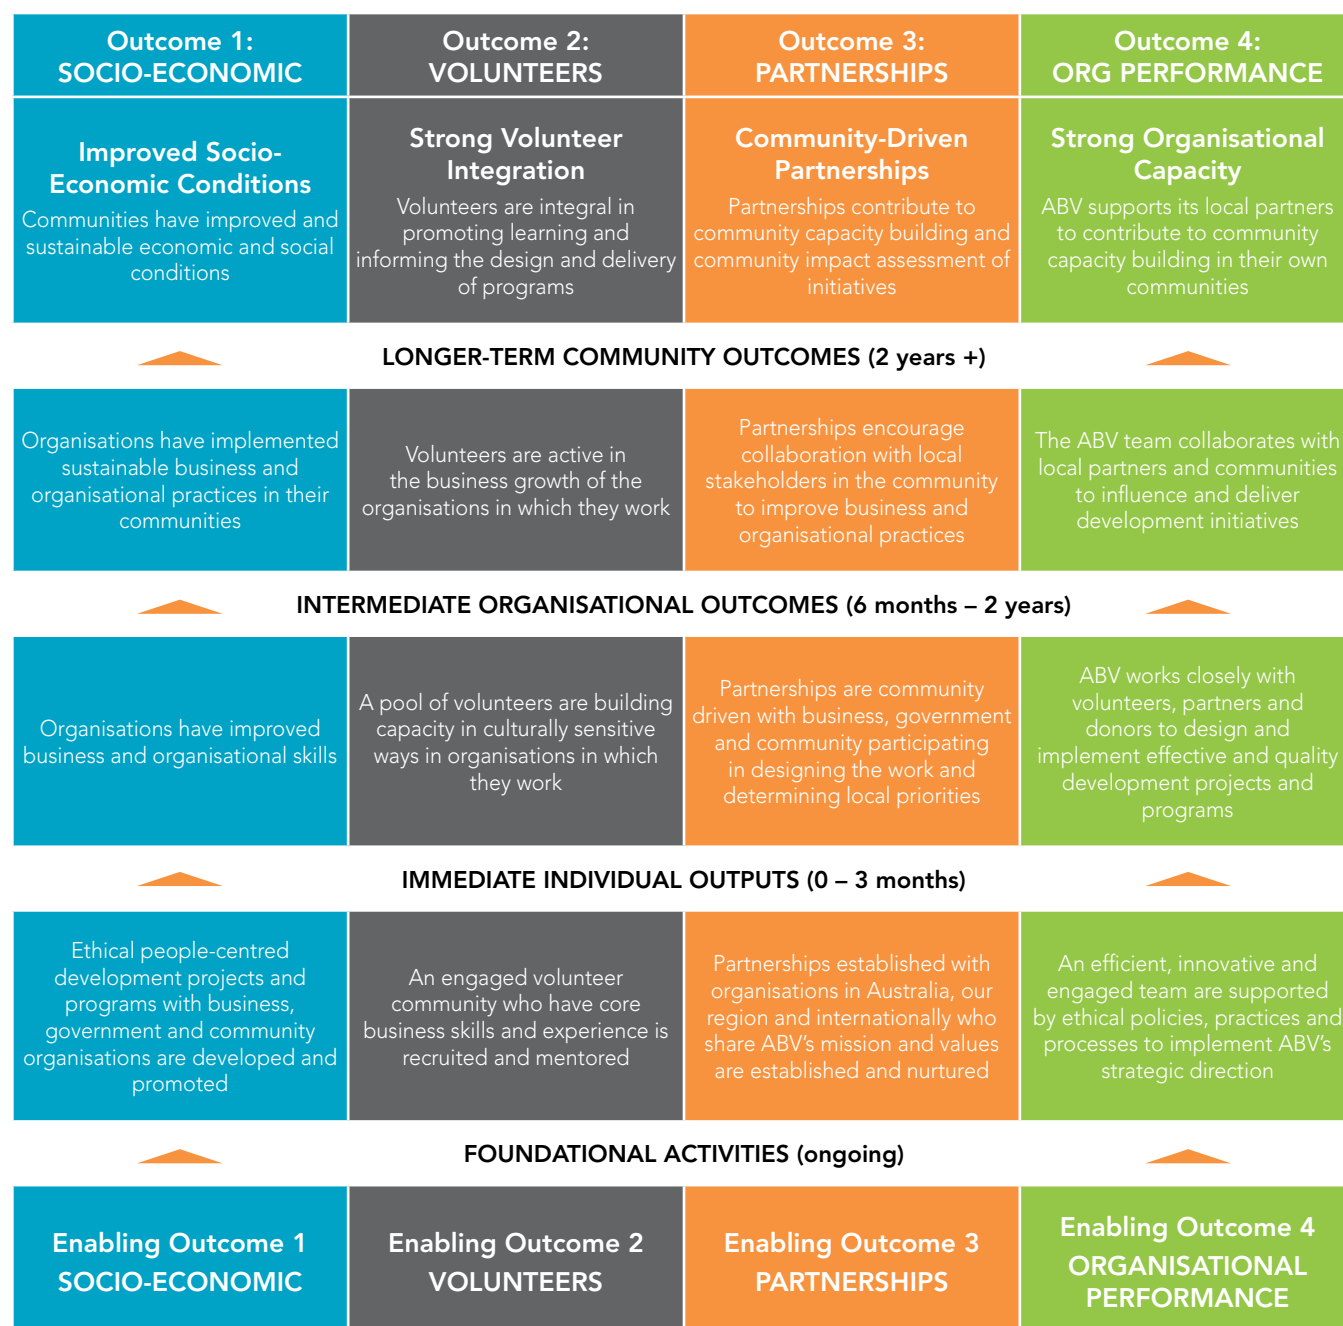 Outcome 1:
SOCIO-ECONOMIC
Outcome 2:
VOLUNTEERS
Outcome 3:
PARTNERSHIPS
Outcome 4:
ORG PERFORMANCE
Improved Socio-
Economic Conditions
Communities have improved and
sustainable economic and social
conditions
Strong Volunteer
Integration
Volunteers are integral in
promoting learning and
informing the design and delivery
of programs
Community-Driven
Partnerships
Partnerships contribute to
community capacity building and
community impact assessment of
initiatives
Strong Organisational
Capacity
ABV supports its local partners
to contribute to community
capacity building in their own
communities
LONGER-TERM COMMUNITY OUTCOMES (2 years +)
Organisations have implemented
sustainable business and
organisational practices in their
communities
Volunteers are active in
the business growth of the
organisations in which they work
Partnerships encourage
collaboration with local
stakeholders in the community
to improve business and
organisational practices
The ABV team collaborates with
local partners and communities
to influence and deliver
development initiatives
INTERMEDIATE ORGANISATIONAL OUTCOMES (6 months – 2 years)
Organisations have improved
business and organisational skills
A pool of volunteers are building
capacity in culturally sensitive
ways in organisations in which
they work
Partnerships are community
driven with business, government
and community participating
in designing the work and
determining local priorities
ABV works closely with
volunteers, partners and
donors to design and
implement effective and quality
development projects and
programs
IMMEDIATE INDIVIDUAL OUTPUTS (0 – 3 months)
Ethical people-centred
development projects and
programs with business,
government and community
organisations are developed and
promoted
An engaged volunteer
community who have core
business skills and experience is
recruited and mentored
Partnerships established with
organisations in Australia, our
region and internationally who
share ABV's mission and values
are established and nurtured
An efficient, innovative and
engaged team are supported
by ethical policies, practices and
processes to implement ABV's
strategic direction
FOUNDATIONAL ACTIVITIES (ongoing)
Enabling Outcome 1
SOCIO-ECONOMIC
Enabling Outcome 2
VOLUNTEERS
Enabling Outcome 3
PARTNERSHIPS
Enabling Outcome 4
ORGANISATIONAL
PERFORMANCE